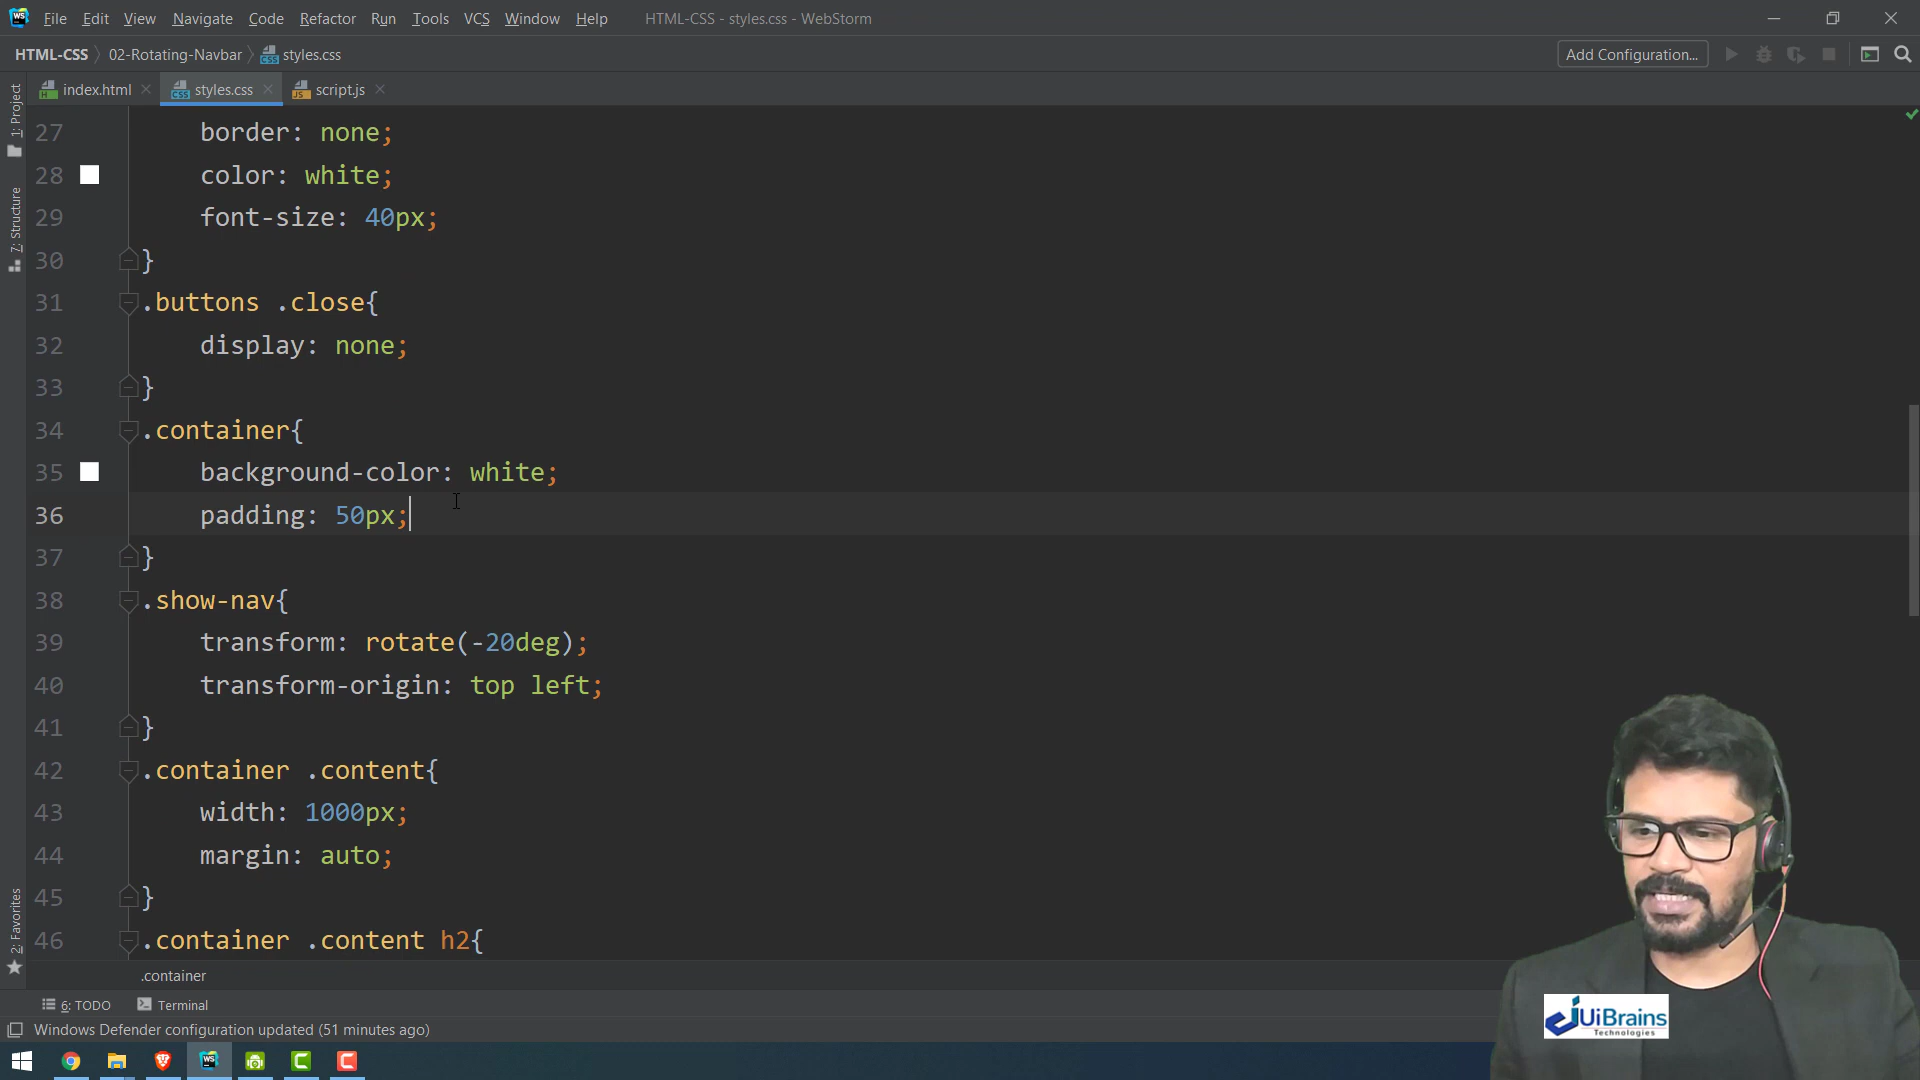 File Edit View Navigate Code Refactor Run Tools VCS Window Help HTML-CSS - styles.css - WebStorm
HTML-CSS 02-Rotating-Navbar styles.css Add Configuration...
index.html styles.css script.js
1: Project
7: Structure
2: Favorites
27 border: none;
28 color: white;
29 font-size: 40px;
30 }
31 .buttons .close{
32 display: none;
33 }
34 .container{
35 background-color: white;
36 padding: 50px;
37 }
38 .show-nav{
39 transform: rotate(-20deg);
40 transform-origin: top left;
41 }
42 .container .content{
43 width: 1000px;
44 margin: auto;
45 }
46 .container .content h2{
.container
6: TODO Terminal
Windows Defender configuration updated (51 minutes ago)
UiBrains
Technologies